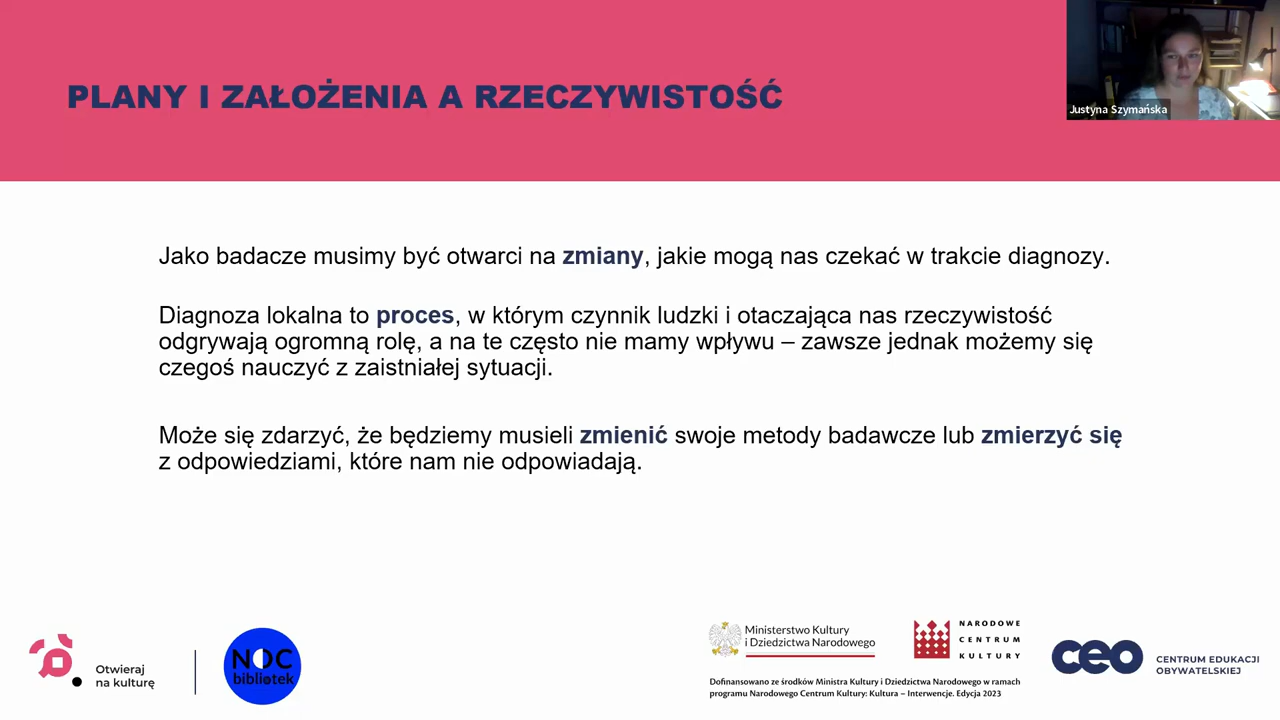 PLANY I ZAŁOŻENIA A RZECZYWISTOŚĆ
Justyna Szymańska
Jako badacze musimy być otwarci na zmiany, jakie mogą nas czekać w trakcie diagnozy.
Diagnoza lokalna to proces, w którym czynnik ludzki i otaczająca nas rzeczywistość
odgrywają ogromną rolę, a na te często nie mamy wpływu – zawsze jednak możemy się
czegoś nauczyć z zaistniałej sytuacji.
Może się zdarzyć, że będziemy musieli zmienić swoje metody badawcze lub zmierzyć się
z odpowiedziami, które nam nie odpowiadają.
Otwieraj
na kulturę
NOC
bibliotek
Ministerstwo Kultury
i Dziedzictwa Narodowego
NARODOWE
CENTRUM
KULTURY
Dofinansowano ze środków Ministra Kultury i Dziedzictwa Narodowego w ramach
programu Narodowego Centrum Kultury: Kultura – Interwencje. Edycja 2023
ceo
CENTRUM EDUKACJI
OBYWATELSKIEJ